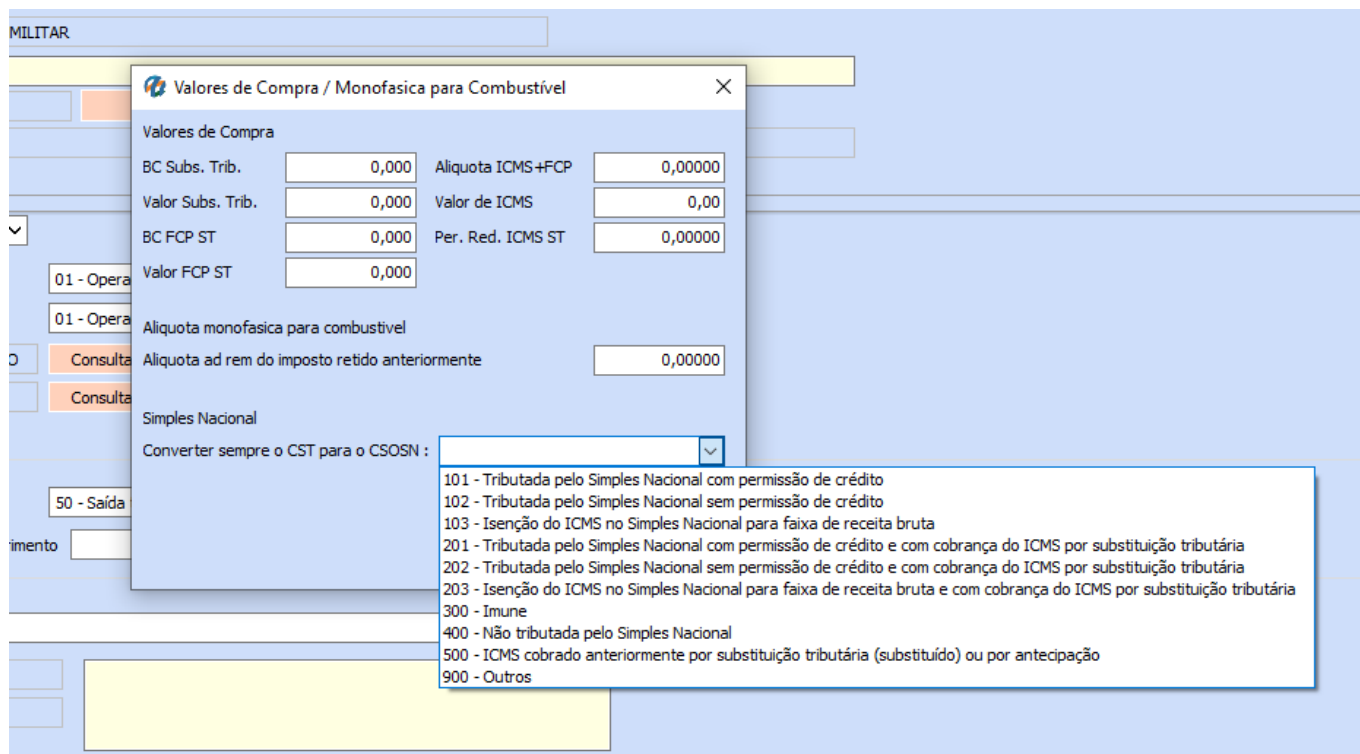 MILITAR
Valores de Compra / Monofasica para Combustível
Valores de Compra
BC Subs. Trib. 0,000 Aliquota ICMS+FCP 0,00000
Valor Subs. Trib. 0,000 Valor de ICMS 0,00
BC FCP ST 0,000 Per. Red. ICMS ST 0,00000
01 - Opera Valor FCP ST 0,000
01 - Opera Aliquota monofasica para combustivel
O Consulta Aliquota ad rem do imposto retido anteriormente 0,00000
Consulta
Simples Nacional
Converter sempre o CST para o CSOSN :
101 - Tributada pelo Simples Nacional com permissão de crédito
50 - Saída 102 - Tributada pelo Simples Nacional sem permissão de crédito
103 - Isenção do ICMS no Simples Nacional para faixa de receita bruta
rimento 201 - Tributada pelo Simples Nacional com permissão de crédito e com cobrança do ICMS por substituição tributária
202 - Tributada pelo Simples Nacional sem permissão de crédito e com cobrança do ICMS por substituição tributária
203 - Isenção do ICMS no Simples Nacional para faixa de receita bruta e com cobrança do ICMS por substituição tributária
300 - Imune
400 - Não tributada pelo Simples Nacional
500 - ICMS cobrado anteriormente por substituição tributária (substituído) ou por antecipação
900 - Outros